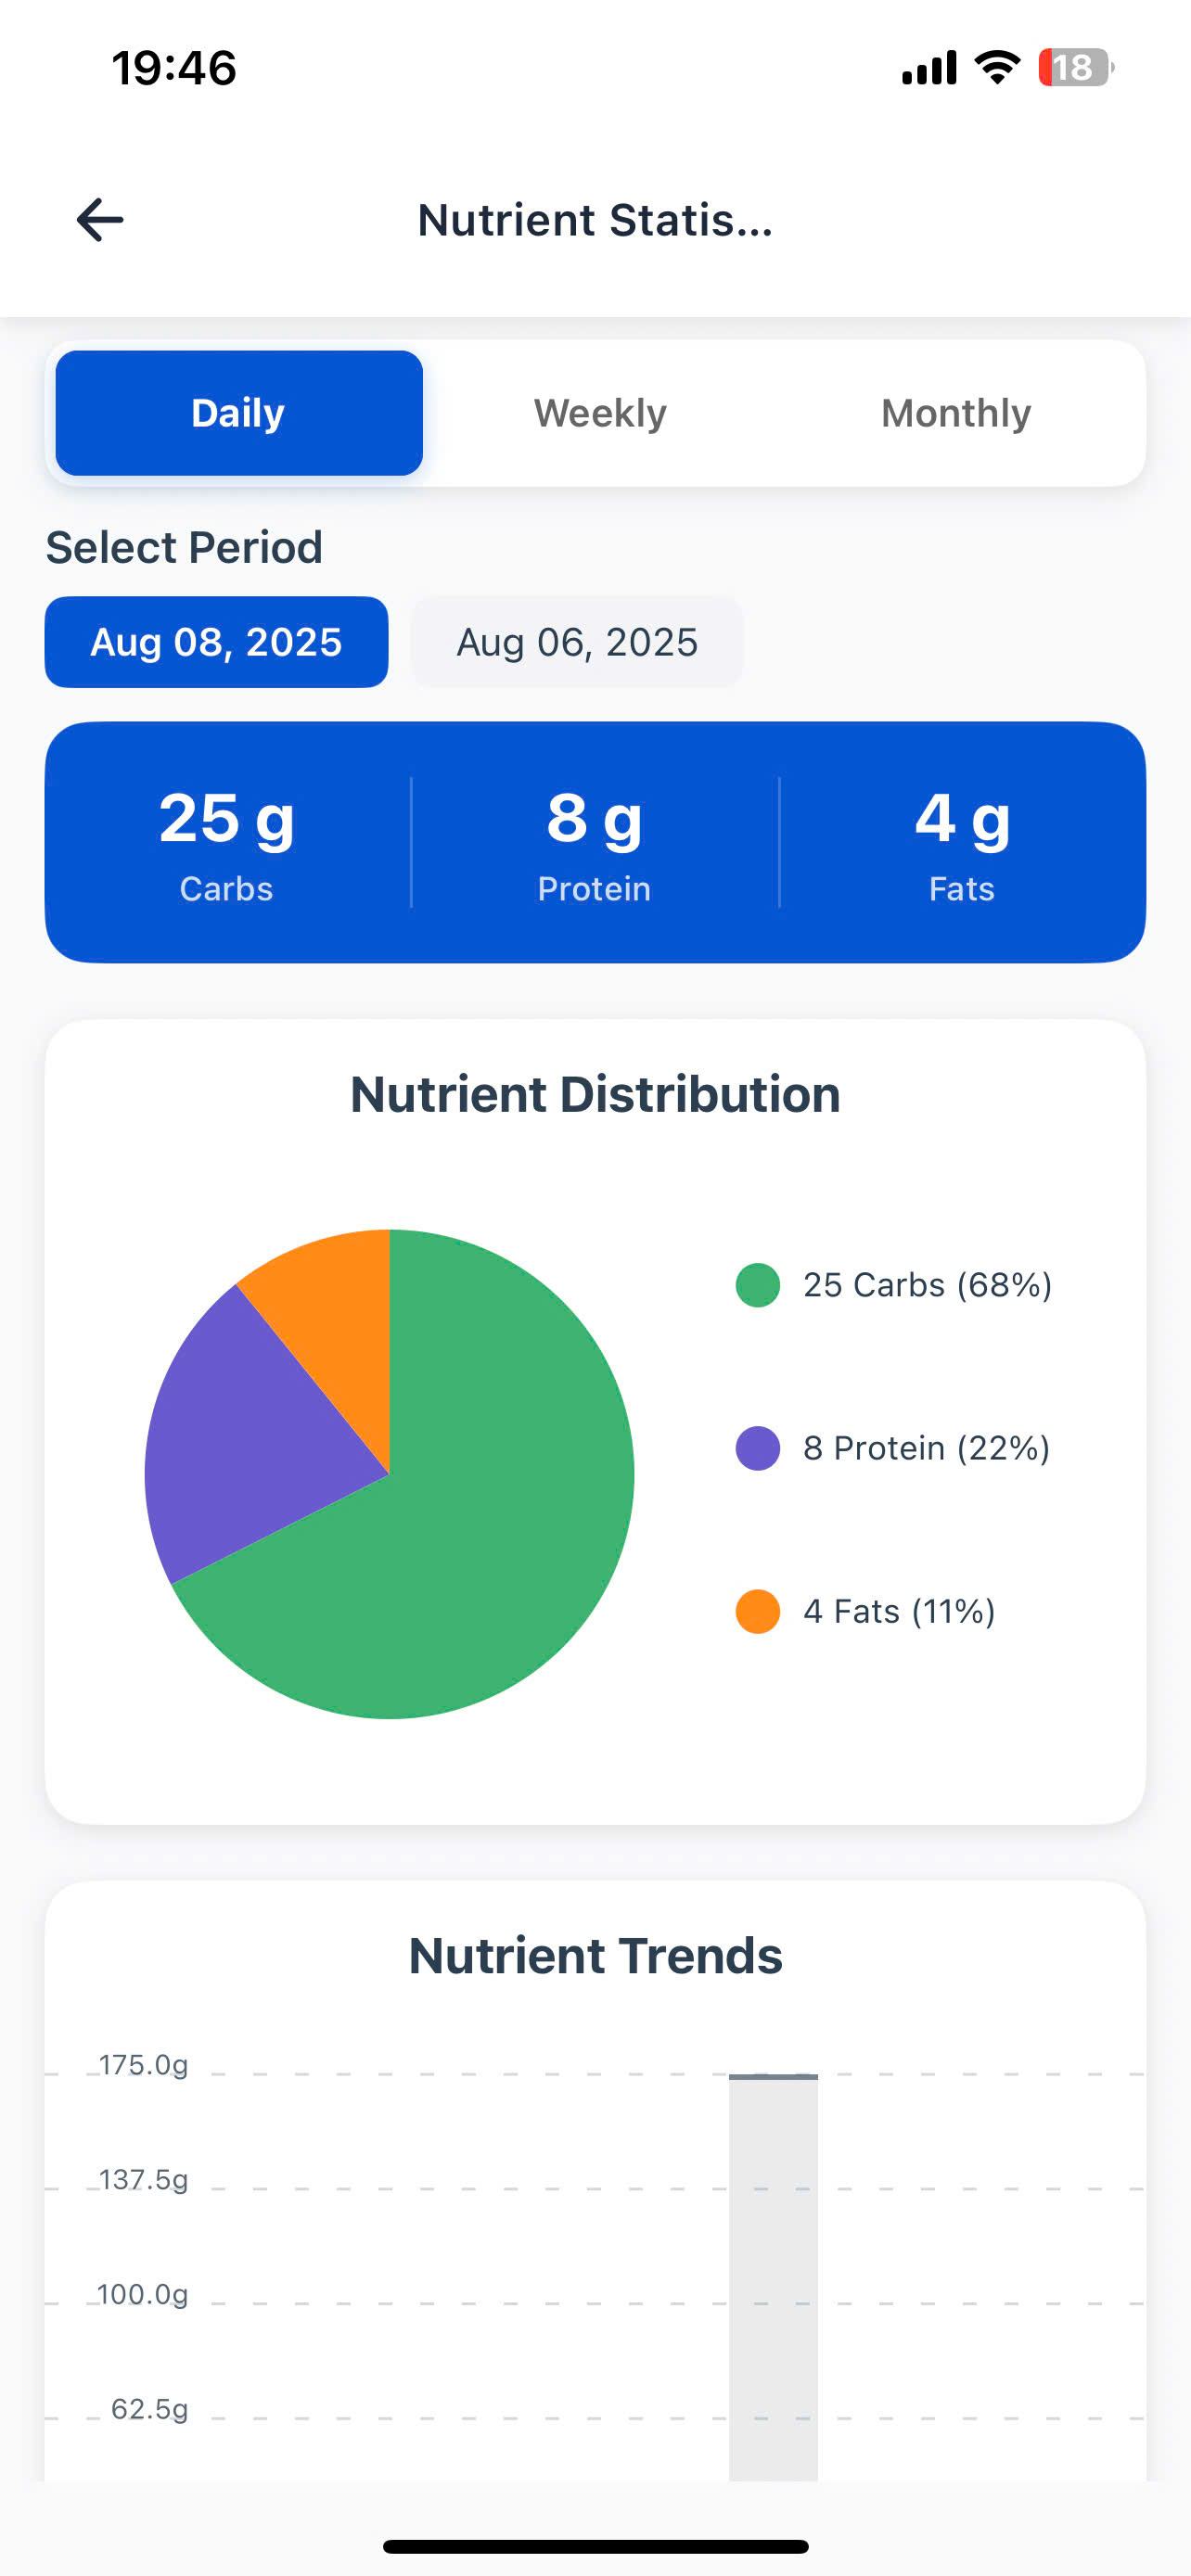 19:46
18
Nutrient Statis...
Daily Weekly Monthly
Select Period
Aug 08, 2025 Aug 06, 2025
25 g 8 g 4 g
Carbs Protein Fats
Nutrient Distribution
25 Carbs (68%)
8 Protein (22%)
4 Fats (11%)
Nutrient Trends
175.0g
137.5g
100.0g
62.5g